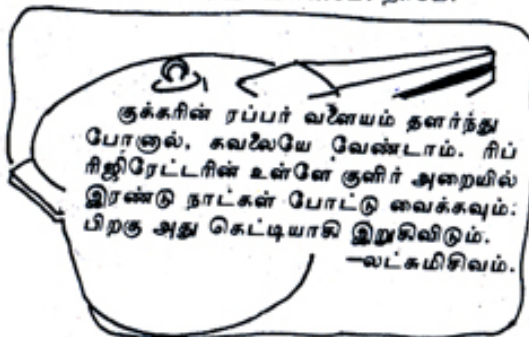 குக்கரின் ரப்பர் வளையம் தளர்ந்து
போனால், கவலையே வேண்டாம். ரிப்
ரிஜிரேட்டரின் உள்ளே குளிர் அறையில்
இரண்டு நாட்கள் போட்டு வைக்கவும்.
பிறகு அது கெட்டியாகி இறுகிவிடும்.
—லட்சுமிசிவம்.